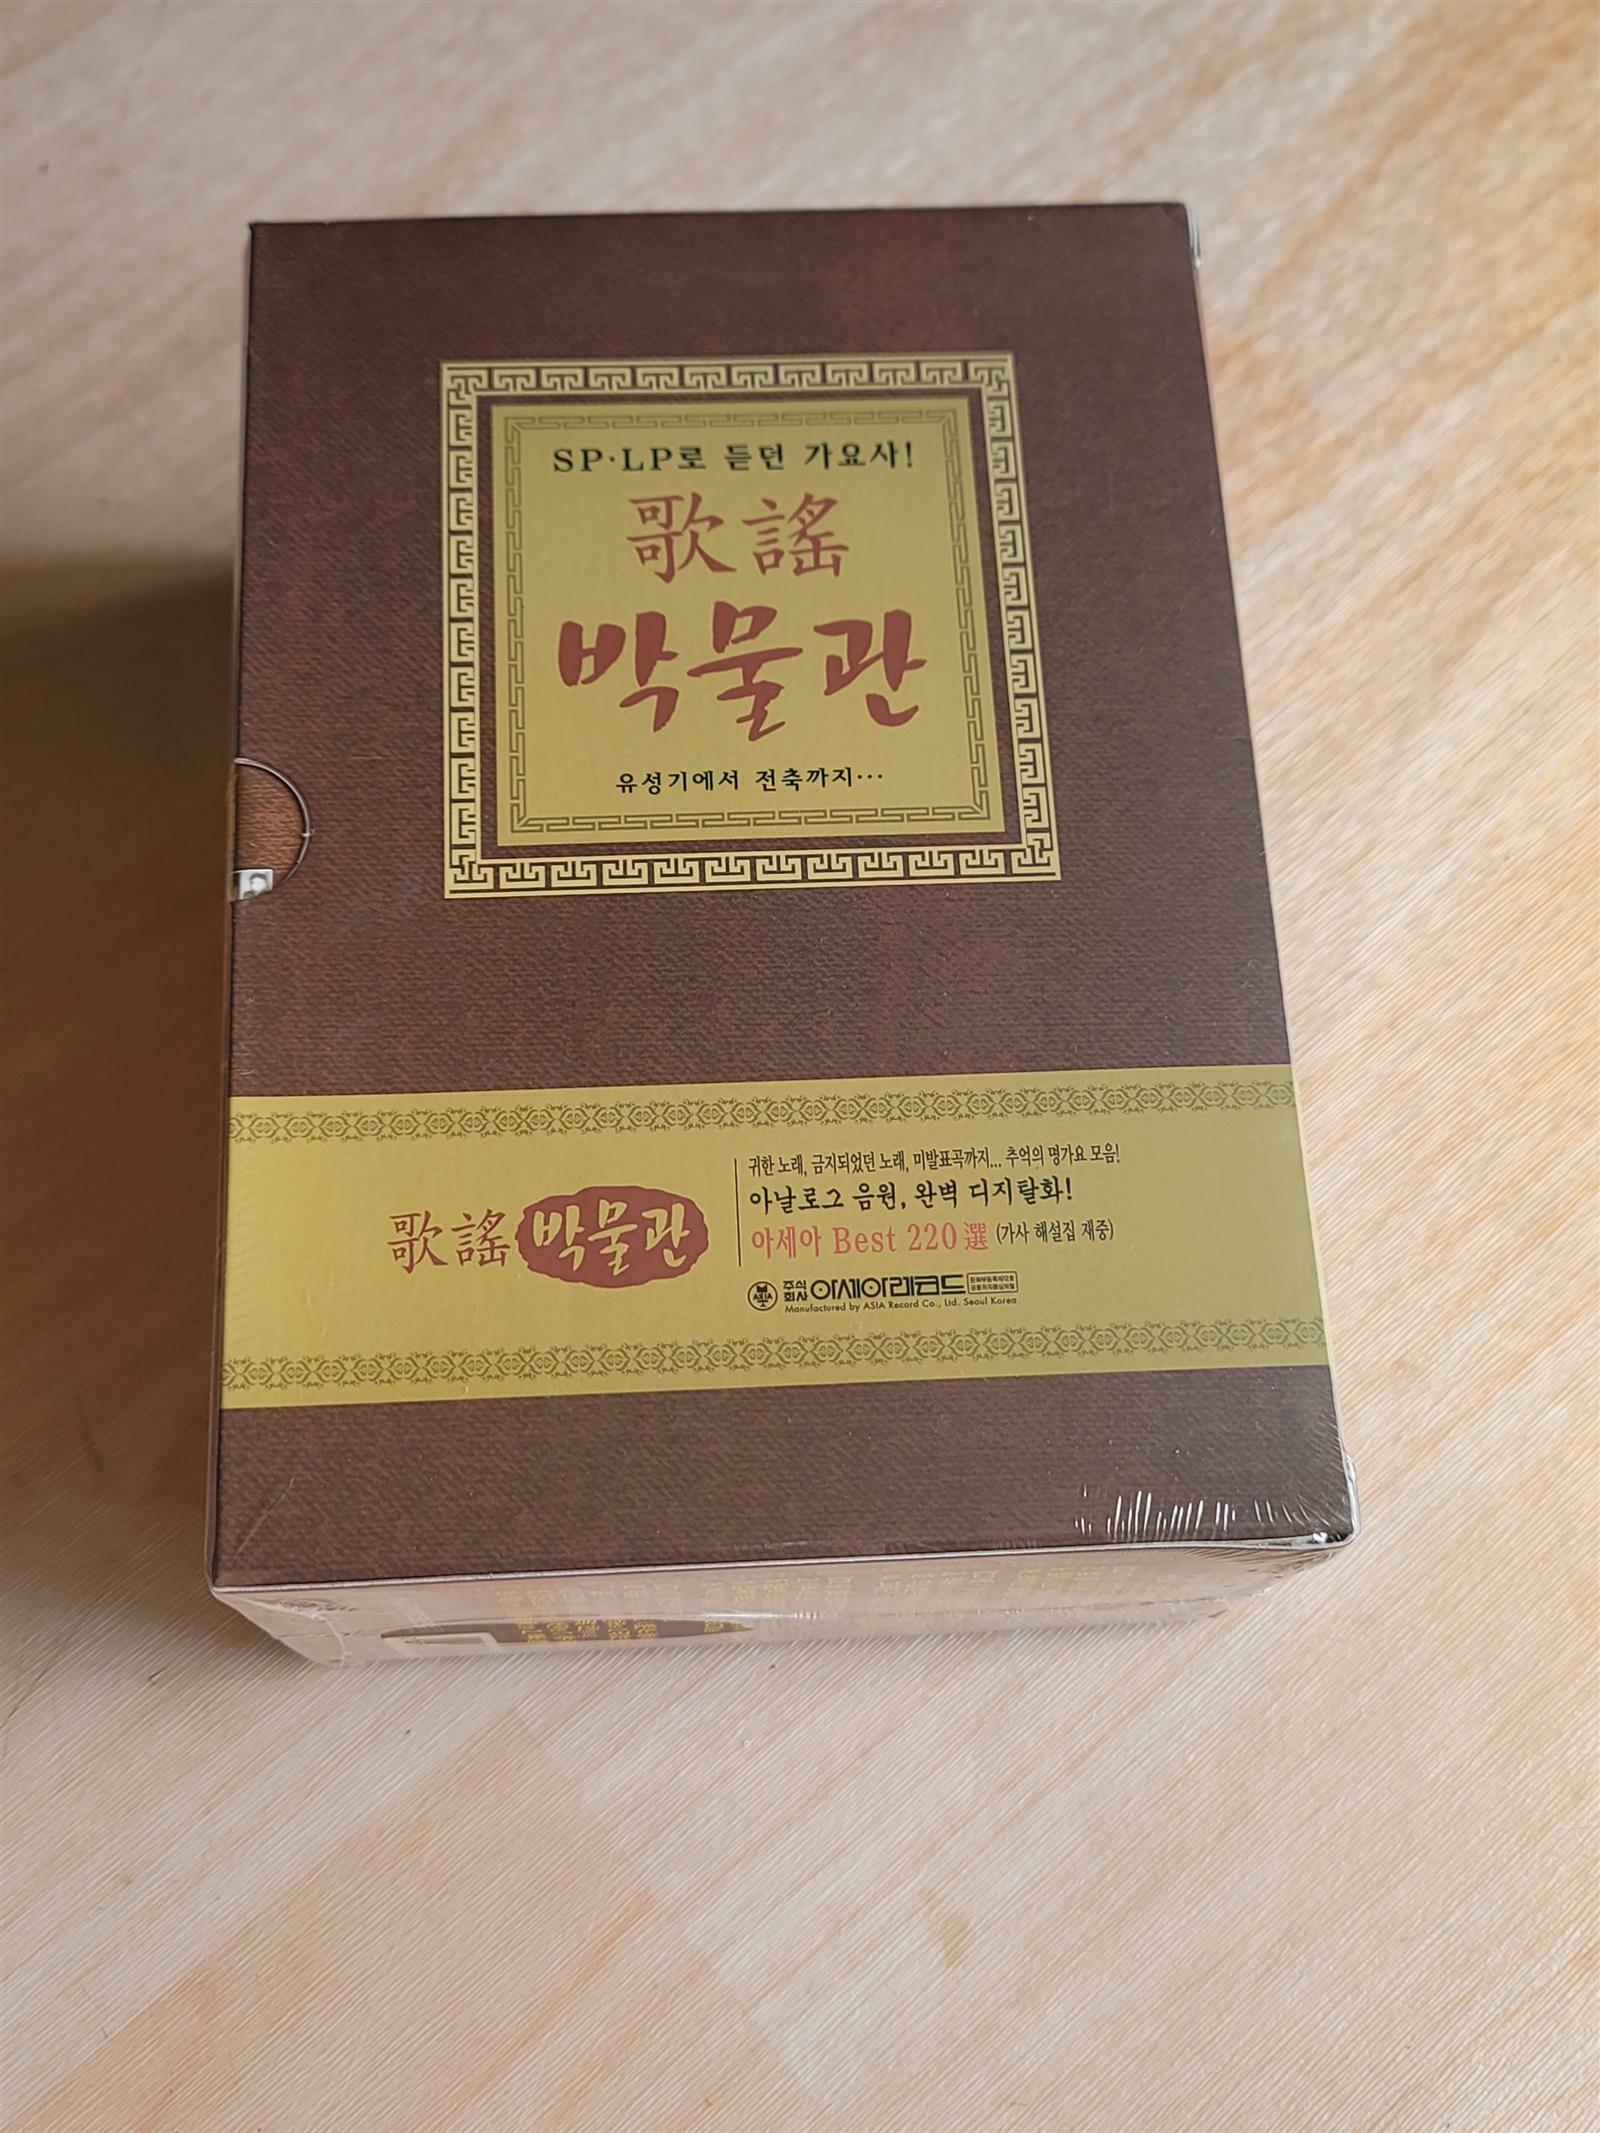 SP·LP로 듣던 가요사!
歌謠
박물관
유성기에서 전축까지…
歌謠 박물관
귀한 노래, 금지되었던 노래, 미발표곡까지... 추억의 명가요 모음!
아날로그 음원, 완벽 디지탈화!
아세아 Best 220 選 (가사 해설집 재중)
ASIA 주식회사 아세아레코드
Manufactured by ASIA Record Co., Ltd. Seoul Korea